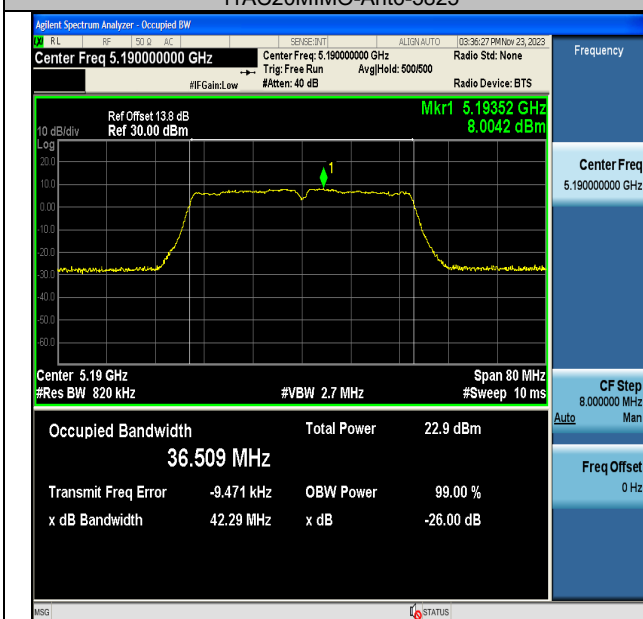 11AC20MIMO-Ant0-5825
Agilent Spectrum Analyzer - Occupied BW
RL RF 50 Ω AC SENSE:INT ALIGN AUTO 03:36:27 PM Nov 23, 2023
Center Freq 5.190000000 GHz
Center Freq: 5.190000000 GHz Radio Std: None
Trig: Free Run Avg|Hold: 500/500
#IFGain:Low #Atten: 40 dB Radio Device: BTS
Frequency
Ref Offset 13.8 dB Mkr1 5.19352 GHz
10 dB/div Ref 30.00 dBm 8.0042 dBm
Log
20.0
1
10.0
0.00
-10.0
-20.0
-30.0
-40.0
-50.0
-60.0
Center Freq
5.190000000 GHz
Center 5.19 GHz Span 80 MHz
#Res BW 820 kHz #VBW 2.7 MHz #Sweep 10 ms
CF Step
8.000000 MHz
Auto Man
Occupied Bandwidth Total Power 22.9 dBm
36.509 MHz
Transmit Freq Error -9.471 kHz OBW Power 99.00 %
x dB Bandwidth 42.29 MHz x dB -26.00 dB
Freq Offset
0 Hz
MSG STATUS